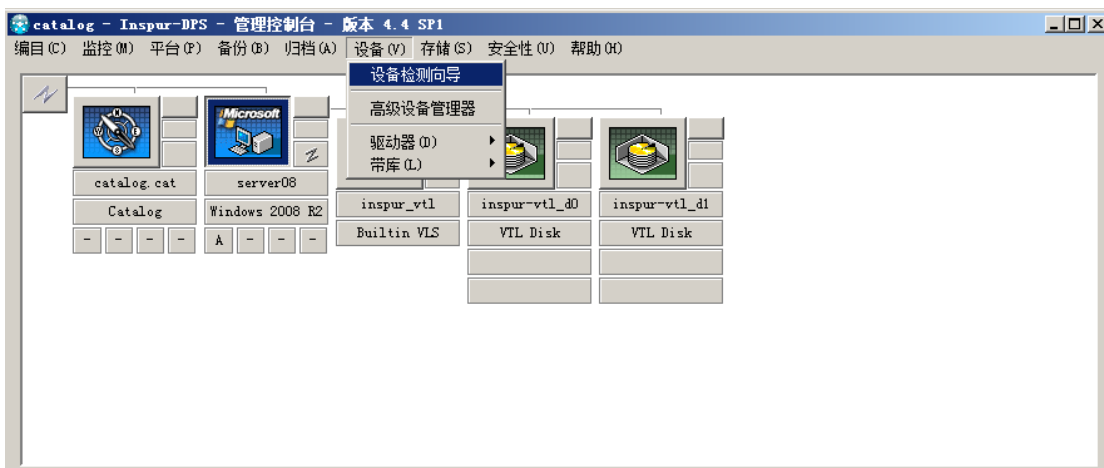 catalog - Inspur-DPS - 管理控制台 - 版本 4.4 SP1
编目(C) 监控(M) 平台(P) 备份(B) 归档(A) 设备(V) 存储(S) 安全性(U) 帮助(H)
设备检测向导
高级设备管理器
驱动器(D)
带库(L)
Microsoft
catalog.cat server08 inspur_vtl inspur-vtl_d0 inspur-vtl_d1
Catalog Windows 2008 R2 Builtin VLS VTL Disk VTL Disk
- - - - A - - -